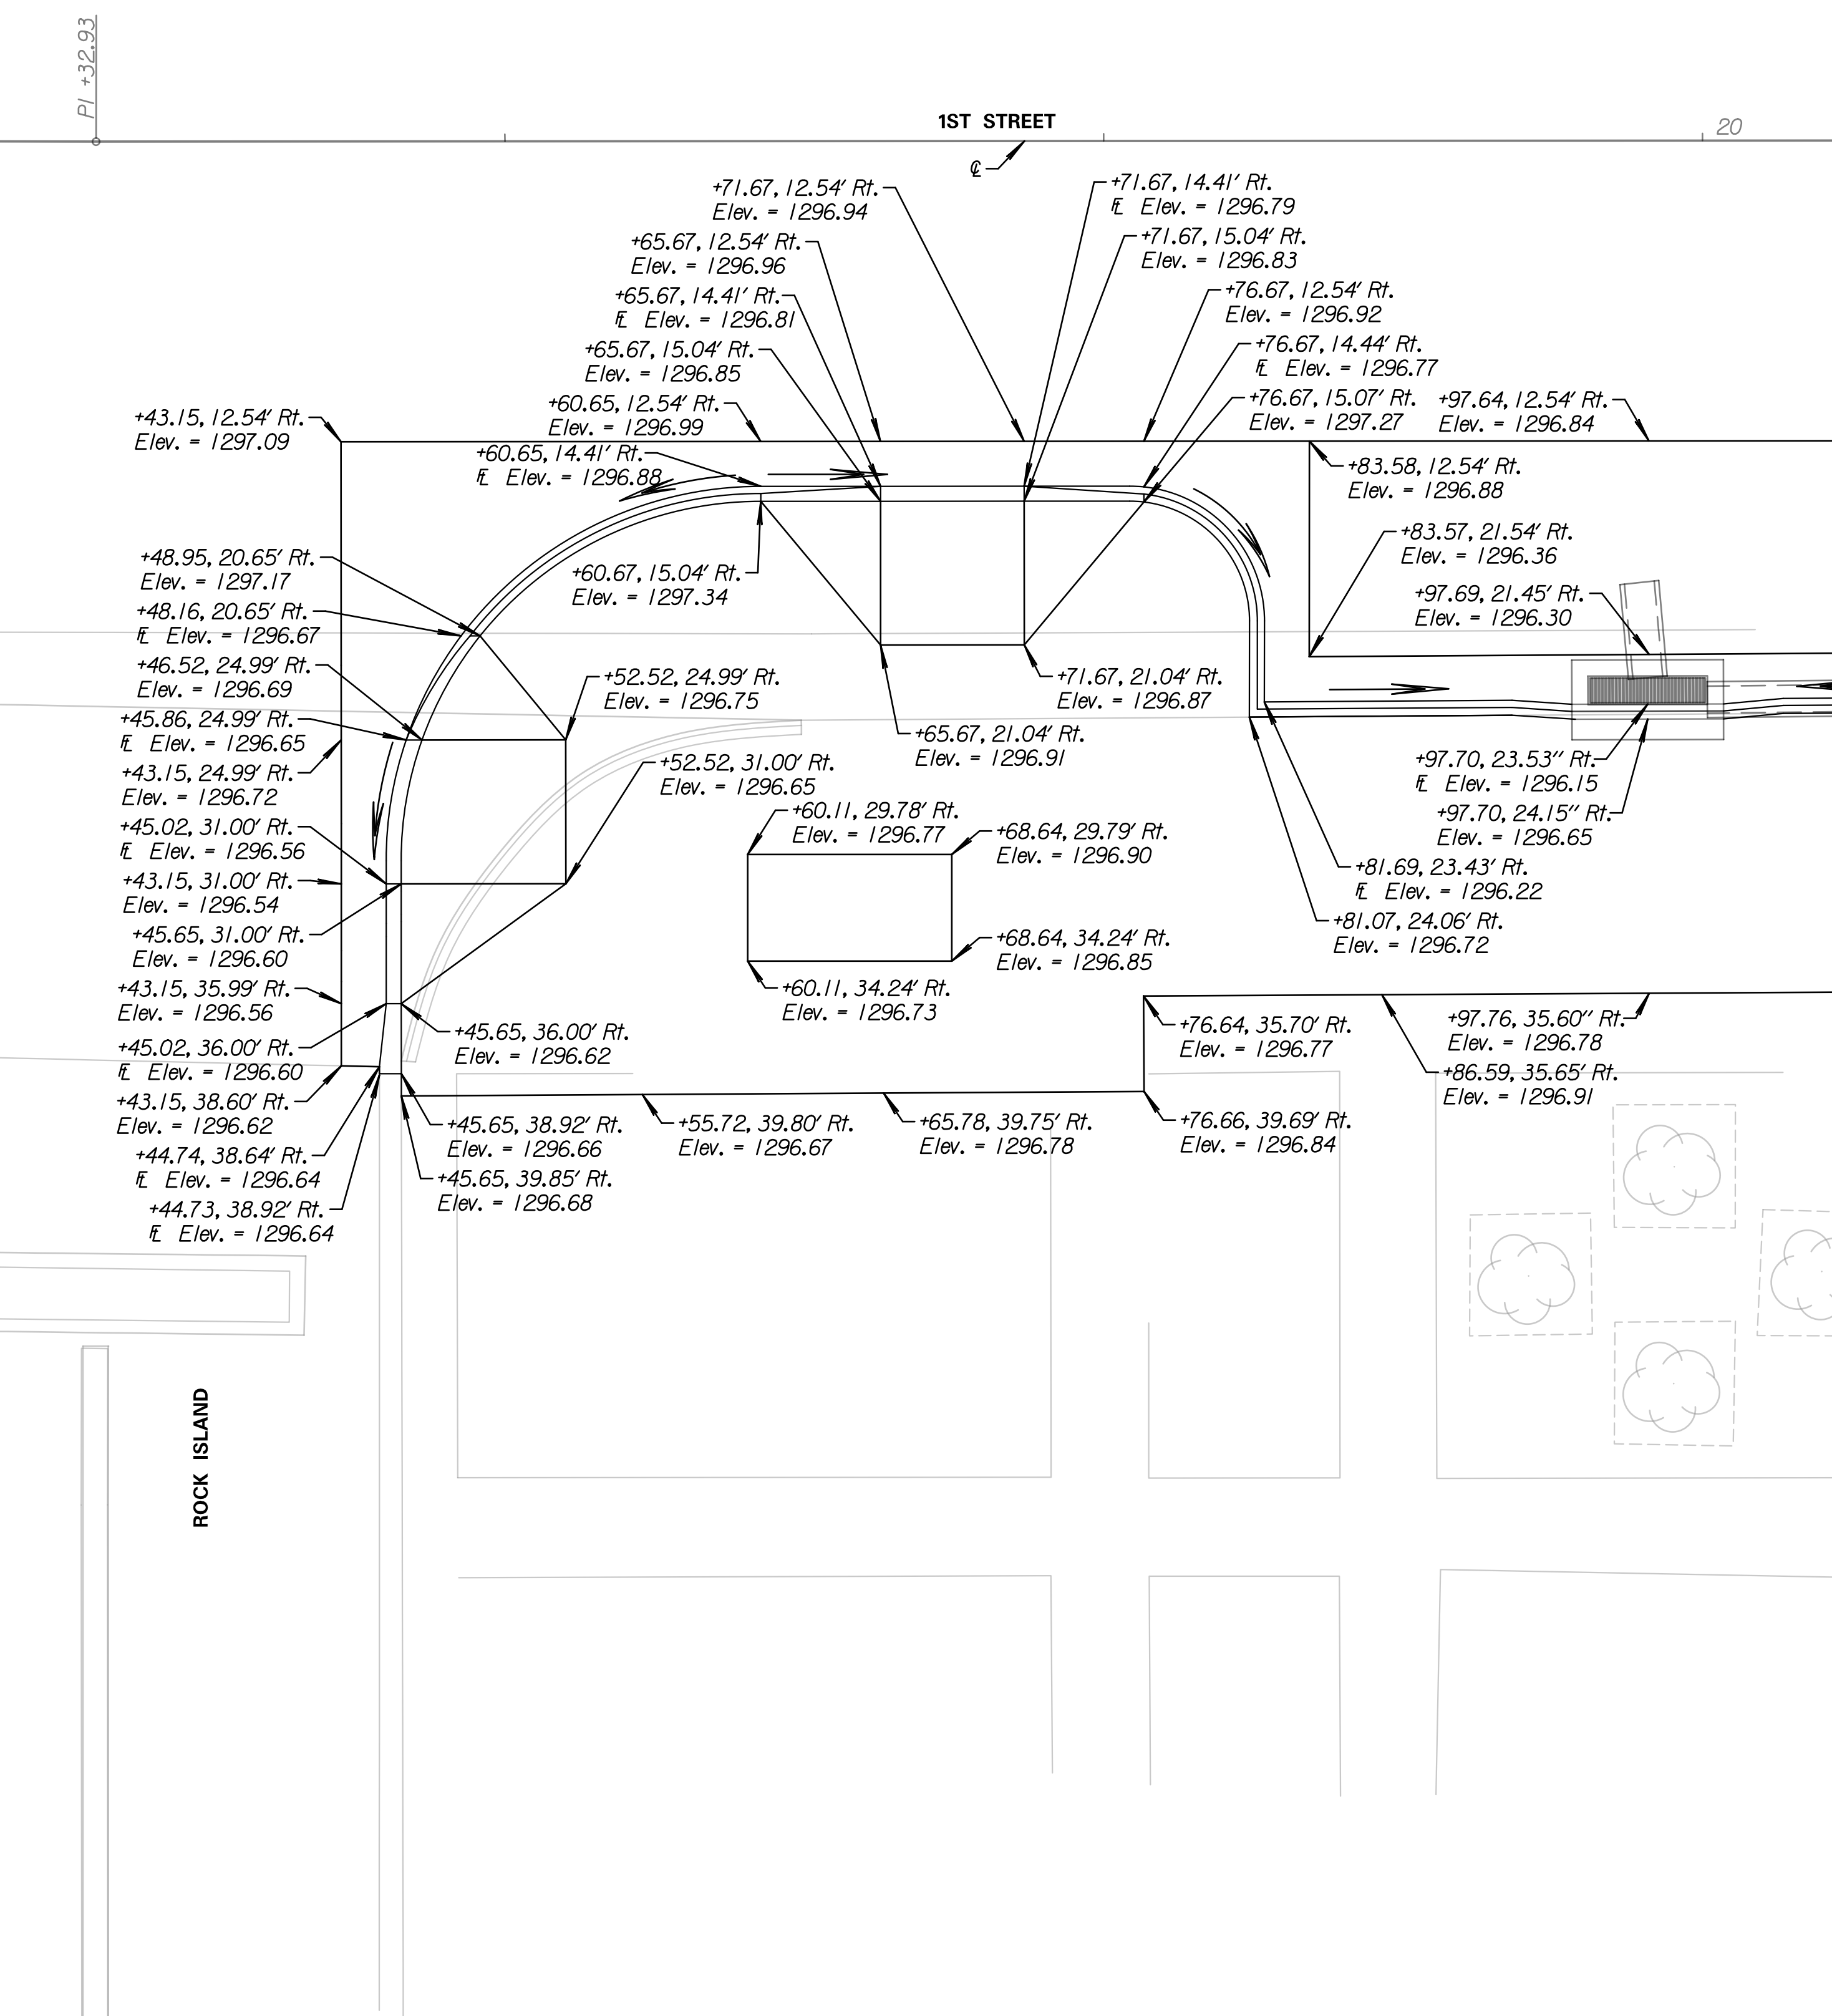 PI +32.93
1ST STREET
20
℄
+71.67, 12.54' Rt.
Elev. = 1296.94
+65.67, 12.54' Rt.
Elev. = 1296.96
+65.67, 14.41' Rt.
FL Elev. = 1296.81
+65.67, 15.04' Rt.
Elev. = 1296.85
+60.65, 12.54' Rt.
Elev. = 1296.99
+60.65, 14.41' Rt.
FL Elev. = 1296.88
+71.67, 14.41' Rt.
FL Elev. = 1296.79
+71.67, 15.04' Rt.
Elev. = 1296.83
+76.67, 12.54' Rt.
Elev. = 1296.92
+76.67, 14.44' Rt.
FL Elev. = 1296.77
+76.67, 15.07' Rt.
Elev. = 1297.27
+97.64, 12.54' Rt.
Elev. = 1296.84
+83.58, 12.54' Rt.
Elev. = 1296.88
+83.57, 21.54' Rt.
Elev. = 1296.36
+97.69, 21.45' Rt.
Elev. = 1296.30
+43.15, 12.54' Rt.
Elev. = 1297.09
+48.95, 20.65' Rt.
Elev. = 1297.17
+48.16, 20.65' Rt.
FL Elev. = 1296.67
+46.52, 24.99' Rt.
Elev. = 1296.69
+45.86, 24.99' Rt.
FL Elev. = 1296.65
+43.15, 24.99' Rt.
Elev. = 1296.72
+45.02, 31.00' Rt.
FL Elev. = 1296.56
+43.15, 31.00' Rt.
Elev. = 1296.54
+45.65, 31.00' Rt.
Elev. = 1296.60
+43.15, 35.99' Rt.
Elev. = 1296.56
+45.02, 36.00' Rt.
FL Elev. = 1296.60
+43.15, 38.60' Rt.
Elev. = 1296.62
+44.74, 38.64' Rt.
FL Elev. = 1296.64
+44.73, 38.92' Rt.
FL Elev. = 1296.64
+60.67, 15.04' Rt.
Elev. = 1297.34
+52.52, 24.99' Rt.
Elev. = 1296.75
+52.52, 31.00' Rt.
Elev. = 1296.65
+71.67, 21.04' Rt.
Elev. = 1296.87
+65.67, 21.04' Rt.
Elev. = 1296.91
+60.11, 29.78' Rt.
Elev. = 1296.77
+68.64, 29.79' Rt.
Elev. = 1296.90
+68.64, 34.24' Rt.
Elev. = 1296.85
+60.11, 34.24' Rt.
Elev. = 1296.73
+97.70, 23.53'' Rt.
FL Elev. = 1296.15
+97.70, 24.15'' Rt.
Elev. = 1296.65
+81.69, 23.43' Rt.
FL Elev. = 1296.22
+81.07, 24.06' Rt.
Elev. = 1296.72
+45.65, 36.00' Rt.
Elev. = 1296.62
+45.65, 38.92' Rt.
Elev. = 1296.66
+45.65, 39.85' Rt.
Elev. = 1296.68
+55.72, 39.80' Rt.
Elev. = 1296.67
+65.78, 39.75' Rt.
Elev. = 1296.78
+76.64, 35.70' Rt.
Elev. = 1296.77
+76.66, 39.69' Rt.
Elev. = 1296.84
+97.76, 35.60'' Rt.
Elev. = 1296.78
+86.59, 35.65' Rt.
Elev. = 1296.91
ROCK ISLAND